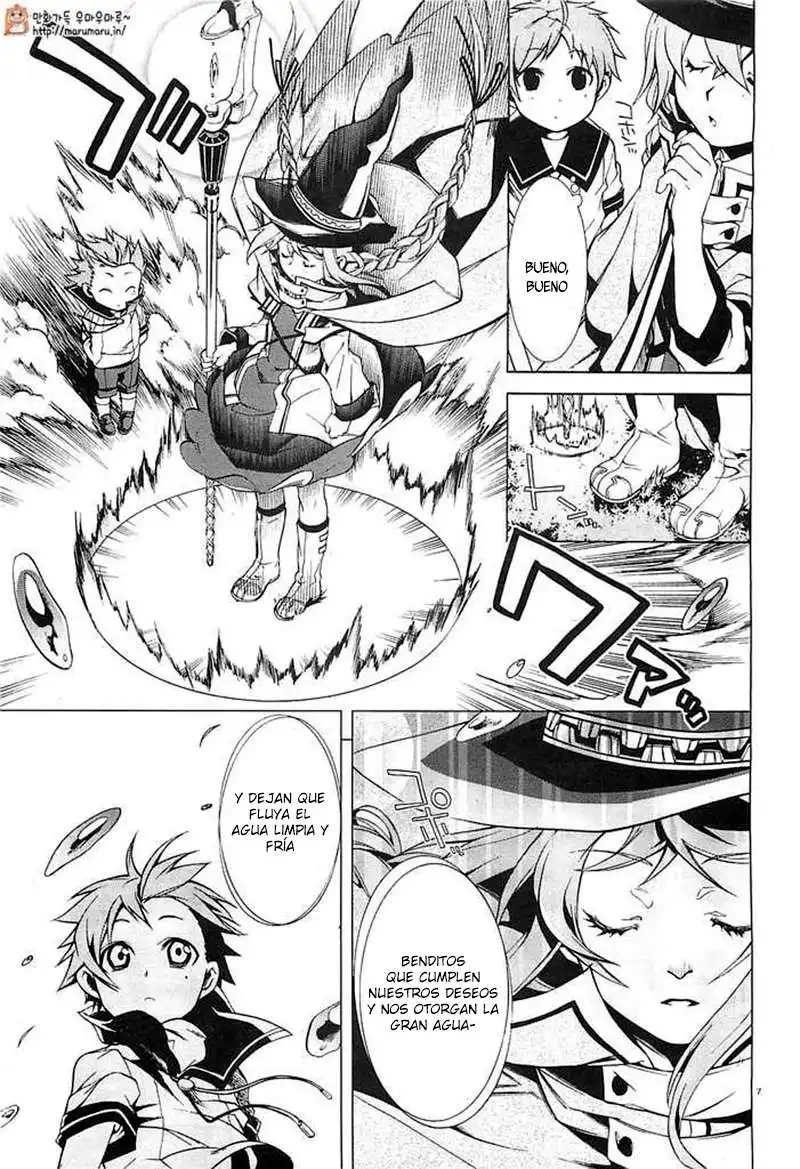 만화가득 우마우마루~
http://marumaru.in/
BUENO,
BUENO
ワァッ
BENDITOS
QUE CUMPLEN
NUESTROS DESEOS
Y NOS OTORGAN LA
GRAN AGUA-
Y DEJAN QUE
FLUYA EL
AGUA LIMPIA Y
FRÍA
7